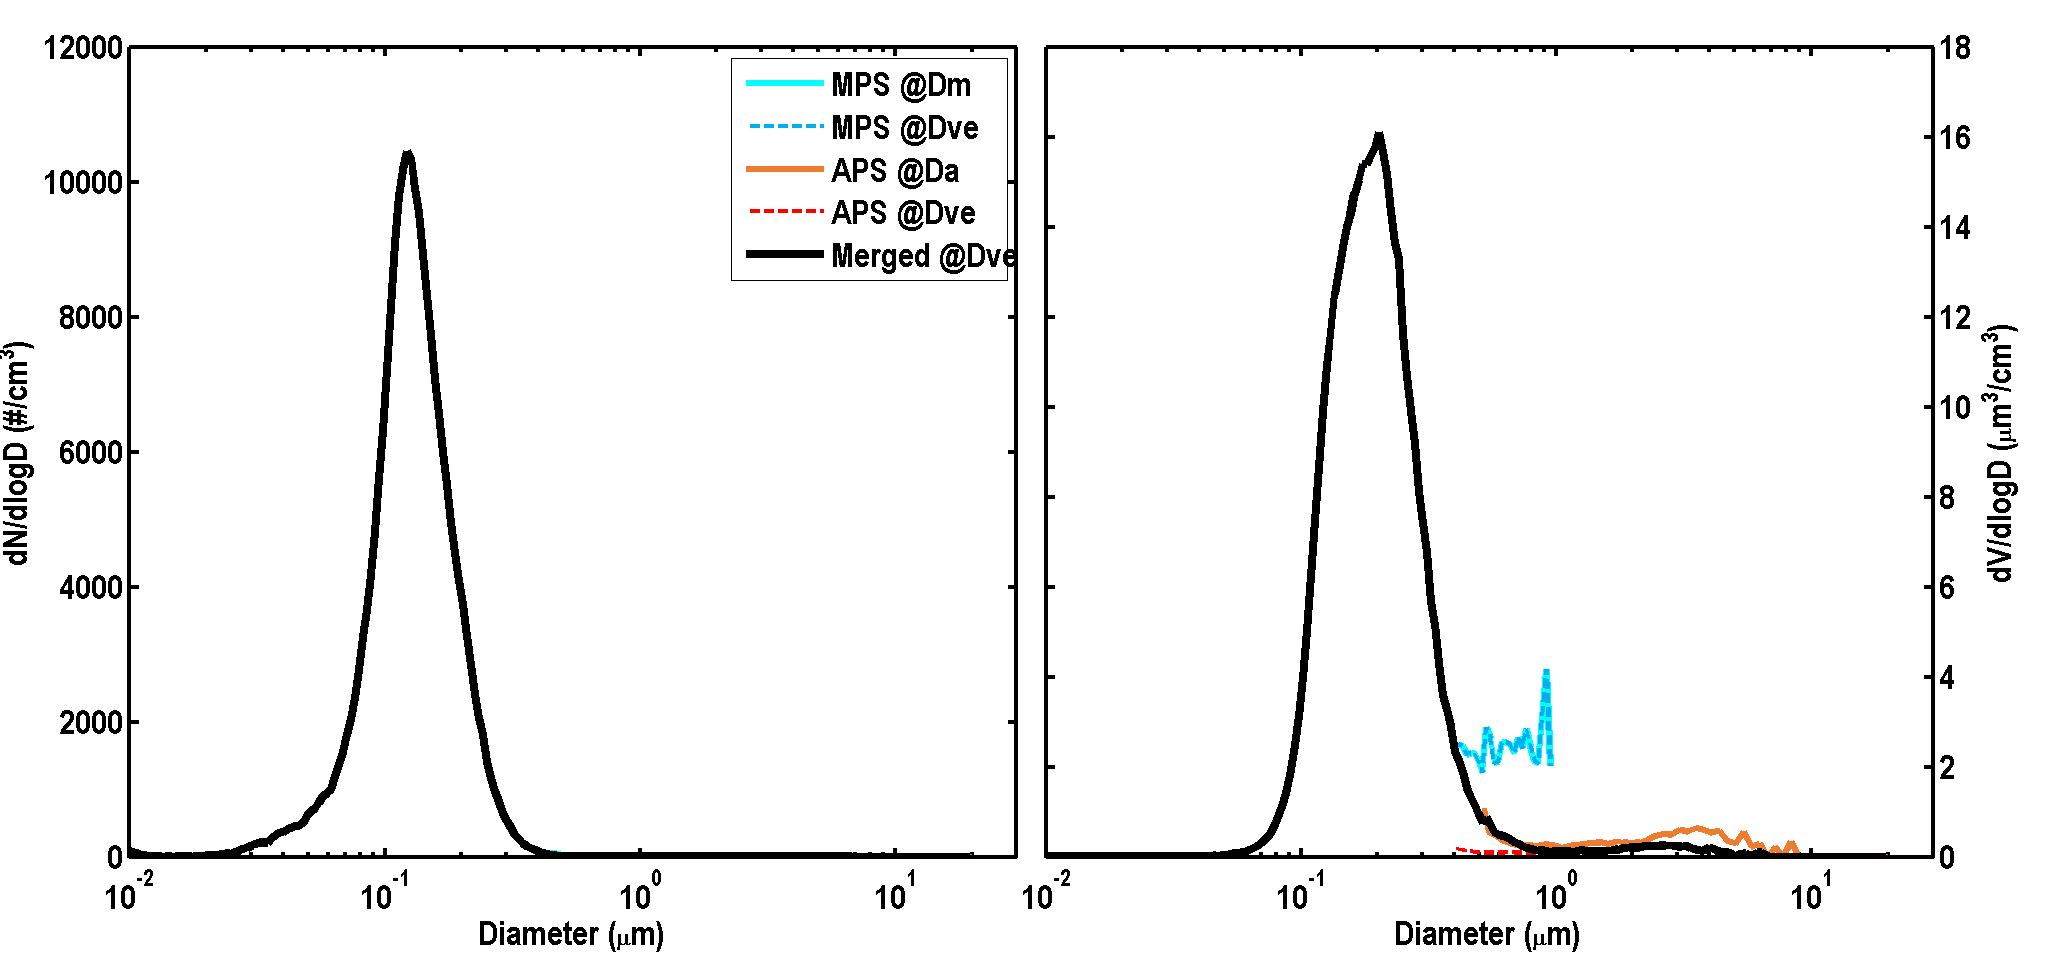 12000
10000
8000
6000
4000
2000
0
dN/dlogD (#/cm³)
10⁻² 10⁻¹ 10⁰ 10¹
Diameter (μm)
MPS @Dm
MPS @Dve
APS @Da
APS @Dve
Merged @Dve
18
16
14
12
10
8
6
4
2
0
dV/dlogD (μm³/cm³)
10⁻² 10⁻¹ 10⁰ 10¹
Diameter (μm)